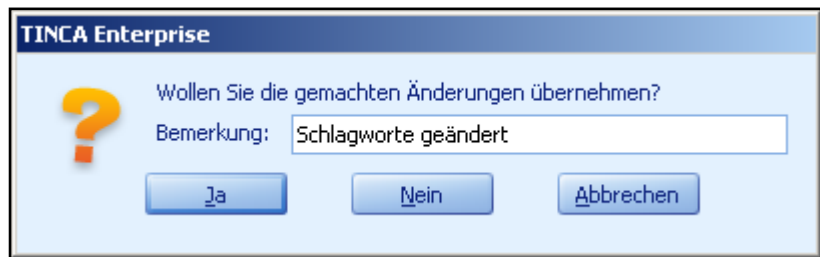 TINCA Enterprise
Wollen Sie die gemachten Änderungen übernehmen?
Bemerkung: Schlagworte geändert
Ja Nein Abbrechen